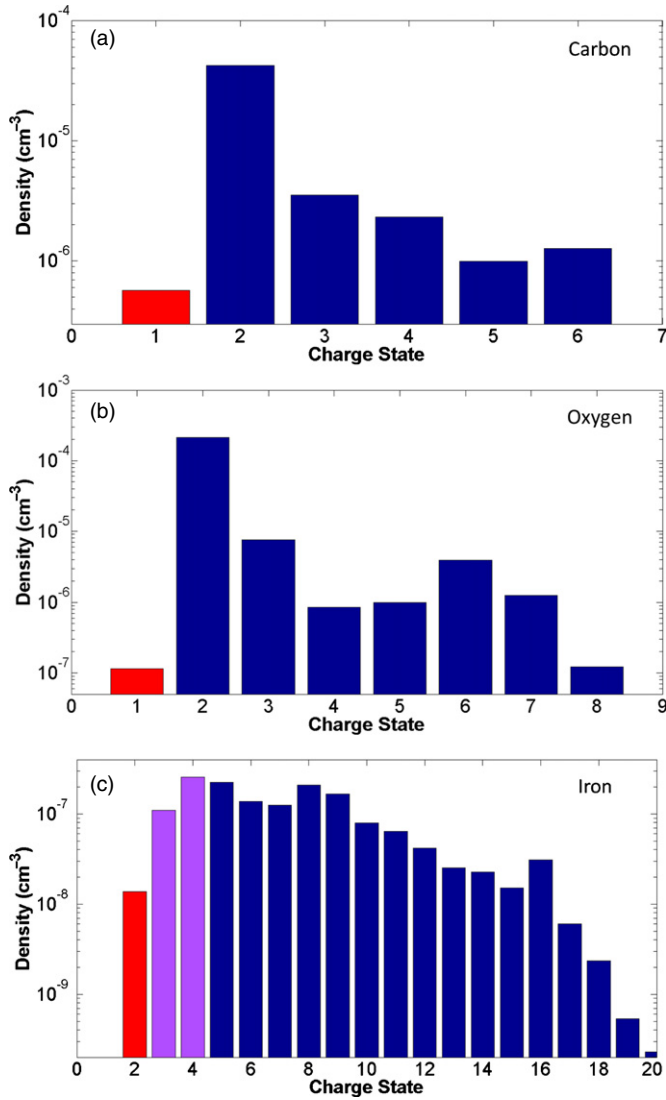 (a)
Carbon
Density (cm⁻³)
10⁻⁴
10⁻⁵
10⁻⁶
0 1 2 3 4 5 6 7
Charge State
(b)
Oxygen
Density (cm⁻³)
10⁻³
10⁻⁴
10⁻⁵
10⁻⁶
10⁻⁷
0 1 2 3 4 5 6 7 8 9
Charge State
(c)
Iron
Density (cm⁻³)
10⁻⁷
10⁻⁸
10⁻⁹
0 2 4 6 8 10 12 14 16 18 20
Charge State